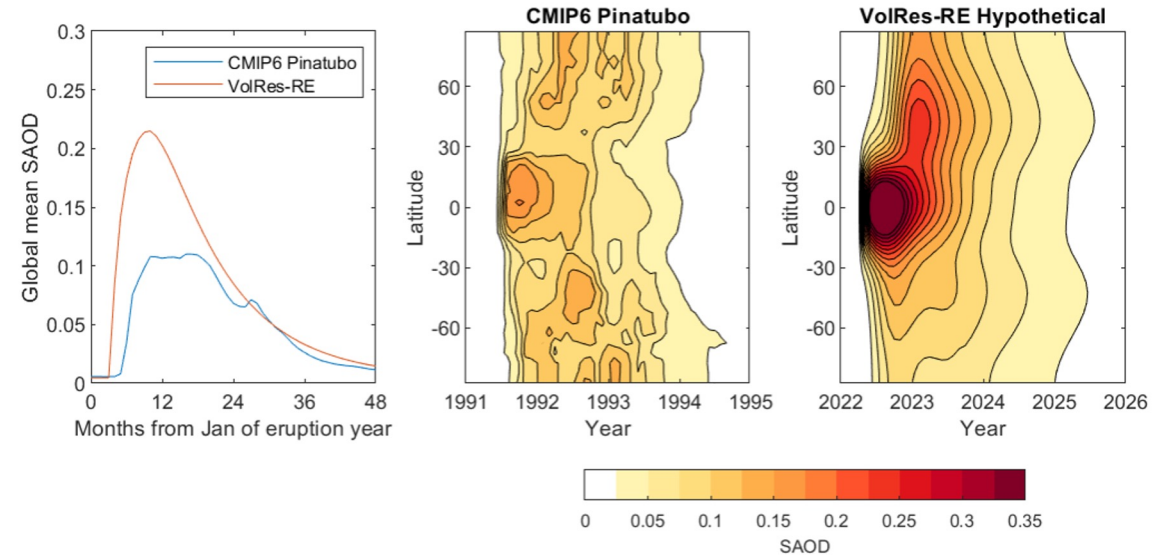 CMIP6 Pinatubo
VolRes-RE Hypothetical
0.3
0.25
0.2
0.15
0.1
0.05
0
Global mean SAOD
CMIP6 Pinatubo
VolRes-RE
0 12 24 36 48
Months from Jan of eruption year
60
30
0
-30
-60
Latitude
1991 1992 1993 1994 1995
Year
60
30
0
-30
-60
Latitude
2022 2023 2024 2025 2026
Year
0 0.05 0.1 0.15 0.2 0.25 0.3 0.35
SAOD